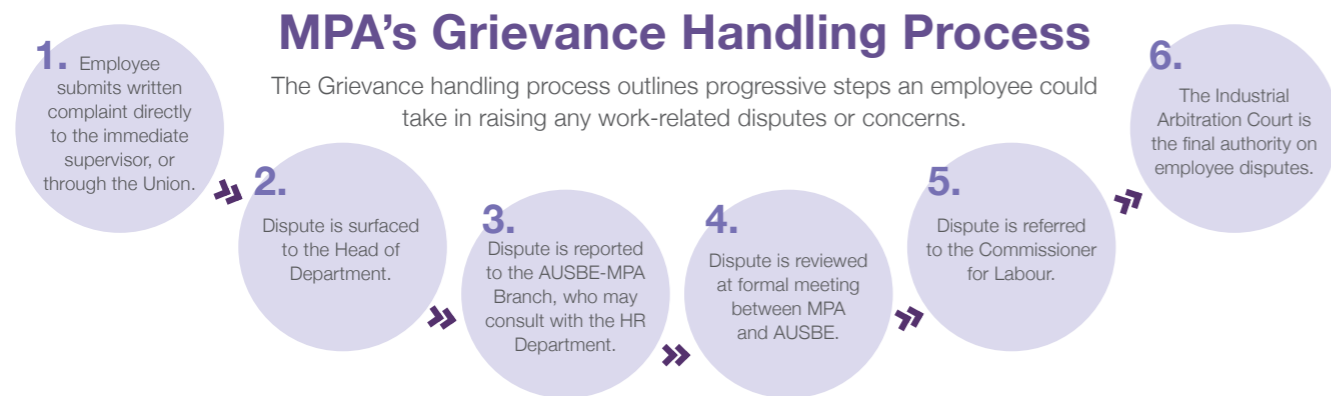 MPA's Grievance Handling Process
The Grievance handling process outlines progressive steps an employee could
take in raising any work-related disputes or concerns.
1. Employee
submits written
complaint directly
to the immediate
supervisor, or
through the Union.
2.
Dispute is surfaced
to the Head of
Department.
3.
Dispute is reported
to the AUSBE-MPA
Branch, who may
consult with the HR
Department.
4.
Dispute is reviewed
at formal meeting
between MPA
and AUSBE.
5.
Dispute is referred
to the Commissioner
for Labour.
6.
The Industrial
Arbitration Court is
the final authority on
employee disputes.